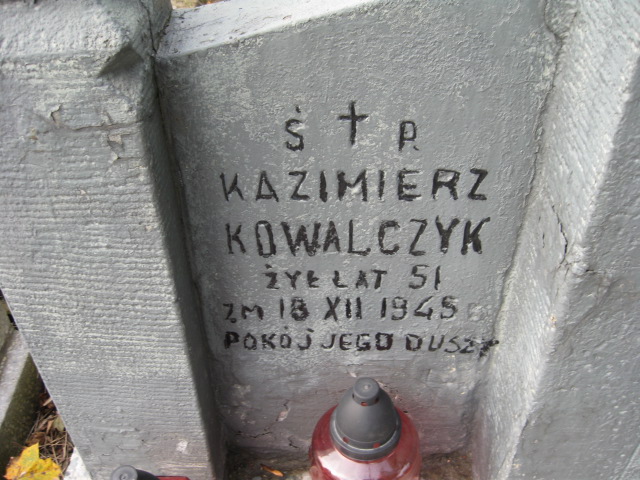 Ś † P
KAZIMIERZ
KOWALCZYK
ŻYŁ LAT 51
ZM 18 XII 1945
POKÓJ JEGO DUSZY